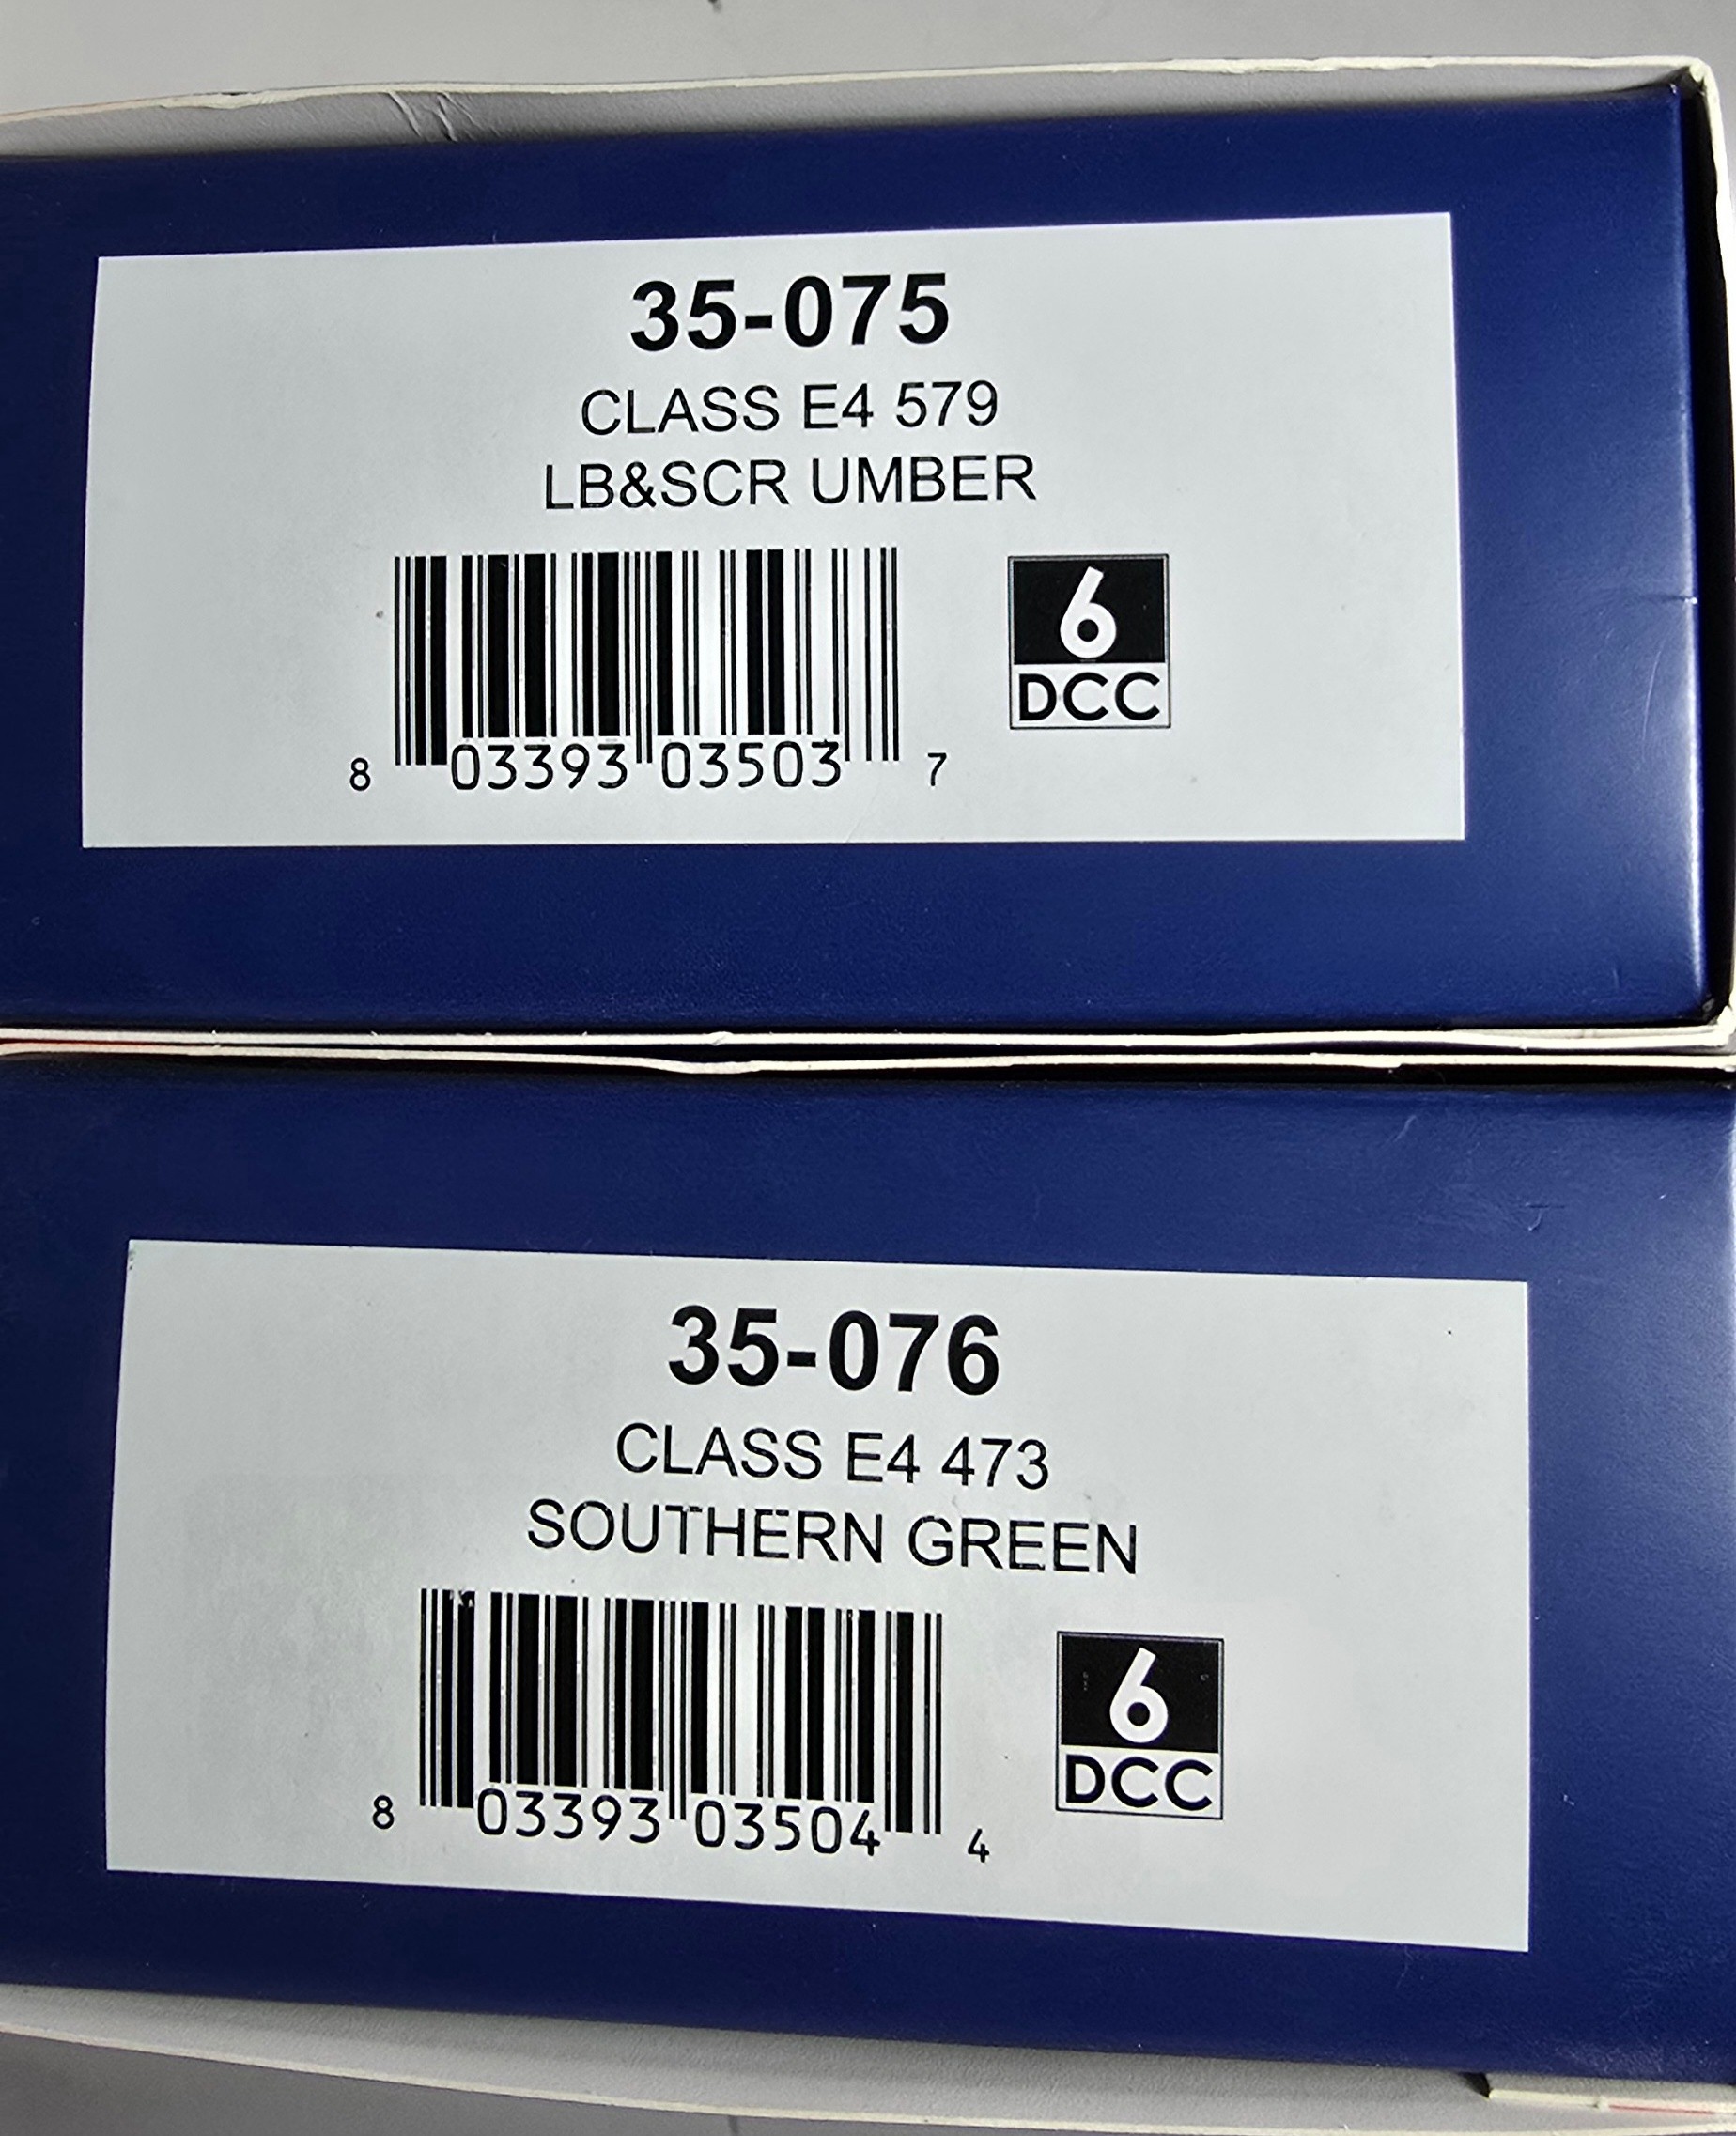 35-075
CLASS E4 579
LB&SCR UMBER
6
DCC
8 03393 03503 7
35-076
CLASS E4 473
SOUTHERN GREEN
6
DCC
8 03393 03504 4